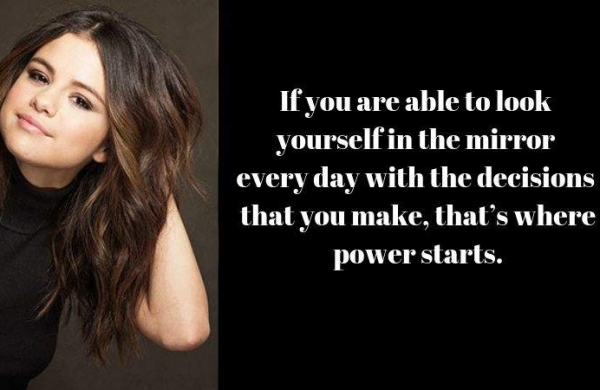 If you are able to look
yourself in the mirror
every day with the decisions
that you make, that’s where
power starts.